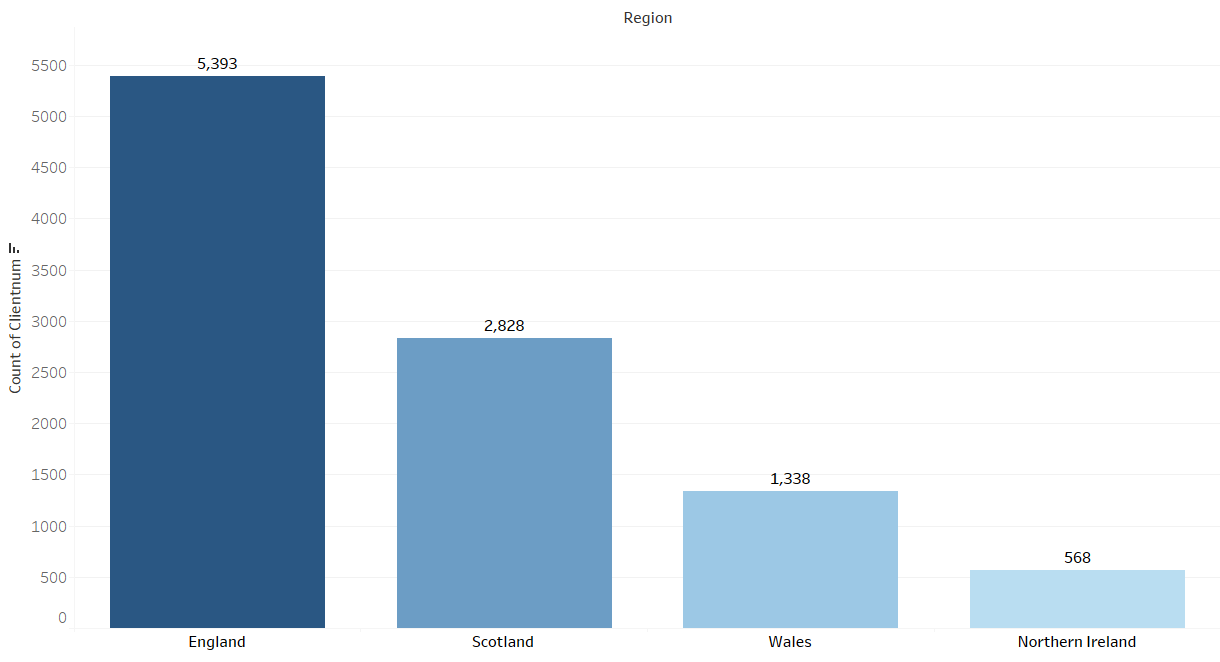 Region
5,393
5500
5000
4500
4000
3500
3000
2500
2000
1500
1000
500
0
Count of Clientnum
2,828
1,338
568
England
Scotland
Wales
Northern Ireland